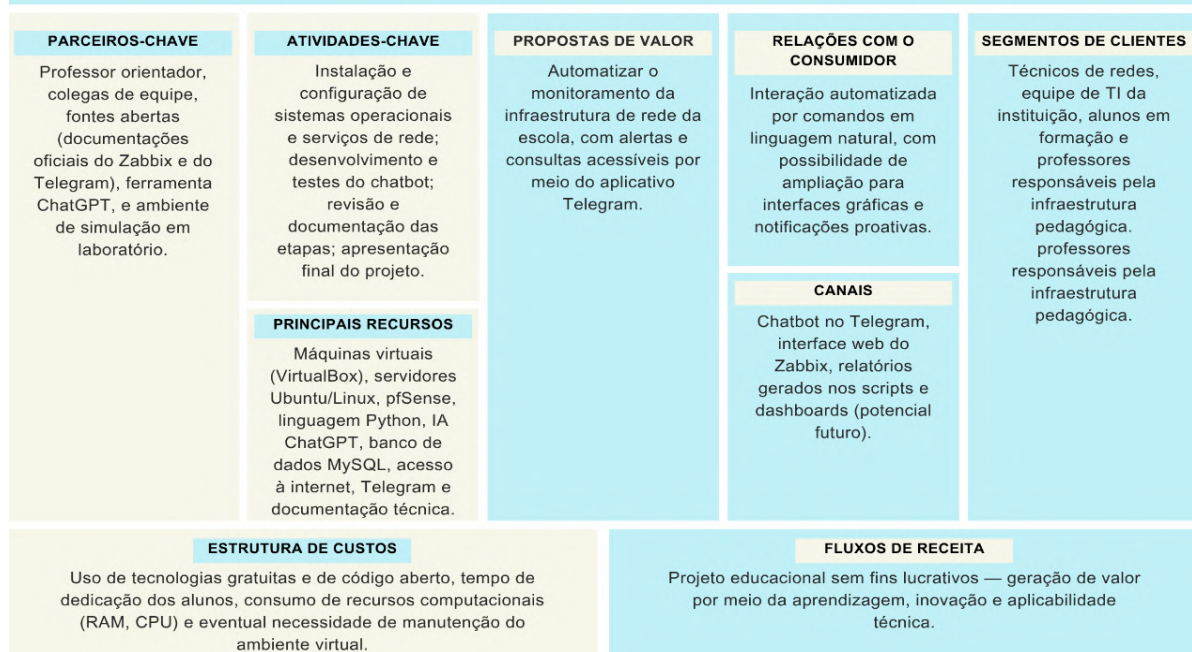 PARCEIROS-CHAVE
Professor orientador,
colegas de equipe,
fontes abertas
(documentações
oficiais do Zabbix e do
Telegram), ferramenta
ChatGPT, e ambiente
de simulação em
laboratório.
ATIVIDADES-CHAVE
Instalação e
configuração de
sistemas operacionais
e serviços de rede;
desenvolvimento e
testes do chatbot;
revisão e
documentação das
etapas; apresentação
final do projeto.
PRINCIPAIS RECURSOS
Máquinas virtuais
(VirtualBox), servidores
Ubuntu/Linux, pfSense,
linguagem Python, IA
ChatGPT, banco de
dados MySQL, acesso
à internet, Telegram e
documentação técnica.
PROPOSTAS DE VALOR
Automatizar o
monitoramento da
infraestrutura de rede da
escola, com alertas e
consultas acessíveis por
meio do aplicativo
Telegram.
RELAÇÕES COM O
CONSUMIDOR
Interação automatizada
por comandos em
linguagem natural, com
possibilidade de
ampliação para
interfaces gráficas e
notificações proativas.
CANAIS
Chatbot no Telegram,
interface web do
Zabbix, relatórios
gerados nos scripts e
dashboards (potencial
futuro).
SEGMENTOS DE CLIENTES
Técnicos de redes,
equipe de TI da
instituição, alunos em
formação e
professores
responsáveis pela
infraestrutura
pedagógica.
professores
responsáveis pela
infraestrutura
pedagógica.
ESTRUTURA DE CUSTOS
Uso de tecnologias gratuitas e de código aberto, tempo de
dedicação dos alunos, consumo de recursos computacionais
(RAM, CPU) e eventual necessidade de manutenção do
ambiente virtual.
FLUXOS DE RECEITA
Projeto educacional sem fins lucrativos — geração de valor
por meio da aprendizagem, inovação e aplicabilidade
técnica.